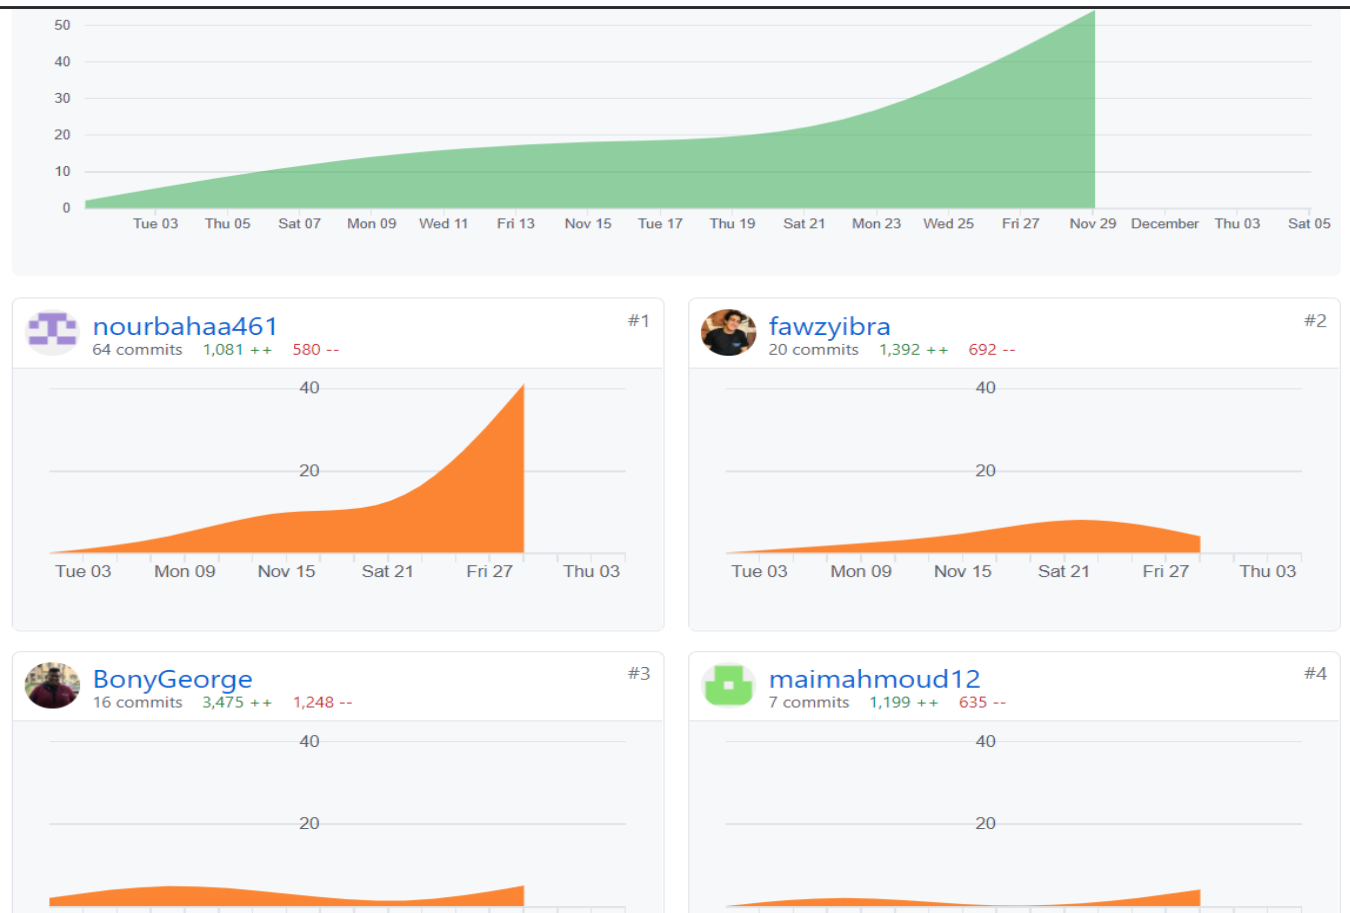 50
40
30
20
10
0
Tue 03 Thu 05 Sat 07 Mon 09 Wed 11 Fri 13 Nov 15 Tue 17 Thu 19 Sat 21 Mon 23 Wed 25 Fri 27 Nov 29 December Thu 03 Sat 05
nourbahaa461 #1
64 commits 1,081 ++ 580 --
40
20
Tue 03 Mon 09 Nov 15 Sat 21 Fri 27 Thu 03
fawzyibra #2
20 commits 1,392 ++ 692 --
40
20
Tue 03 Mon 09 Nov 15 Sat 21 Fri 27 Thu 03
BonyGeorge #3
16 commits 3,475 ++ 1,248 --
40
20
maimahmoud12 #4
7 commits 1,199 ++ 635 --
40
20